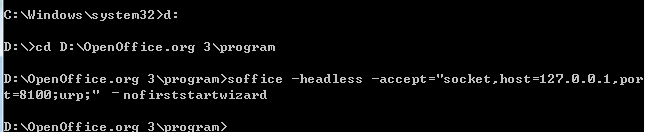 C:\Windows\system32>d:
D:\>cd D:\OpenOffice.org 3\program
D:\OpenOffice.org 3\program>soffice -headless -accept="socket,host=127.0.0.1,por
t=8100;urp;" -nofirststartwizard
D:\OpenOffice.org 3\program>